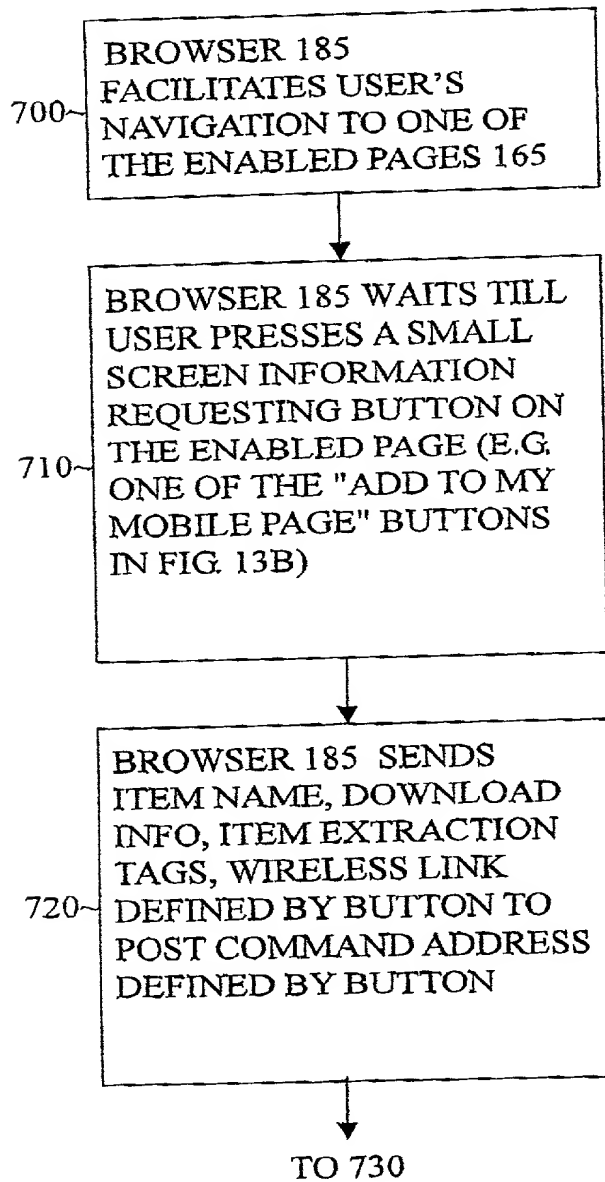 BROWSER 185
FACILITATES USER'S
NAVIGATION TO ONE OF
THE ENABLED PAGES 165
700
BROWSER 185 WAITS TILL
USER PRESSES A SMALL
SCREEN INFORMATION
REQUESTING BUTTON ON
THE ENABLED PAGE (E.G.
ONE OF THE "ADD TO MY
MOBILE PAGE" BUTTONS
IN FIG. 13B)
710
BROWSER 185 SENDS
ITEM NAME, DOWNLOAD
INFO, ITEM EXTRACTION
TAGS, WIRELESS LINK
DEFINED BY BUTTON TO
POST COMMAND ADDRESS
DEFINED BY BUTTON
720
TO 730